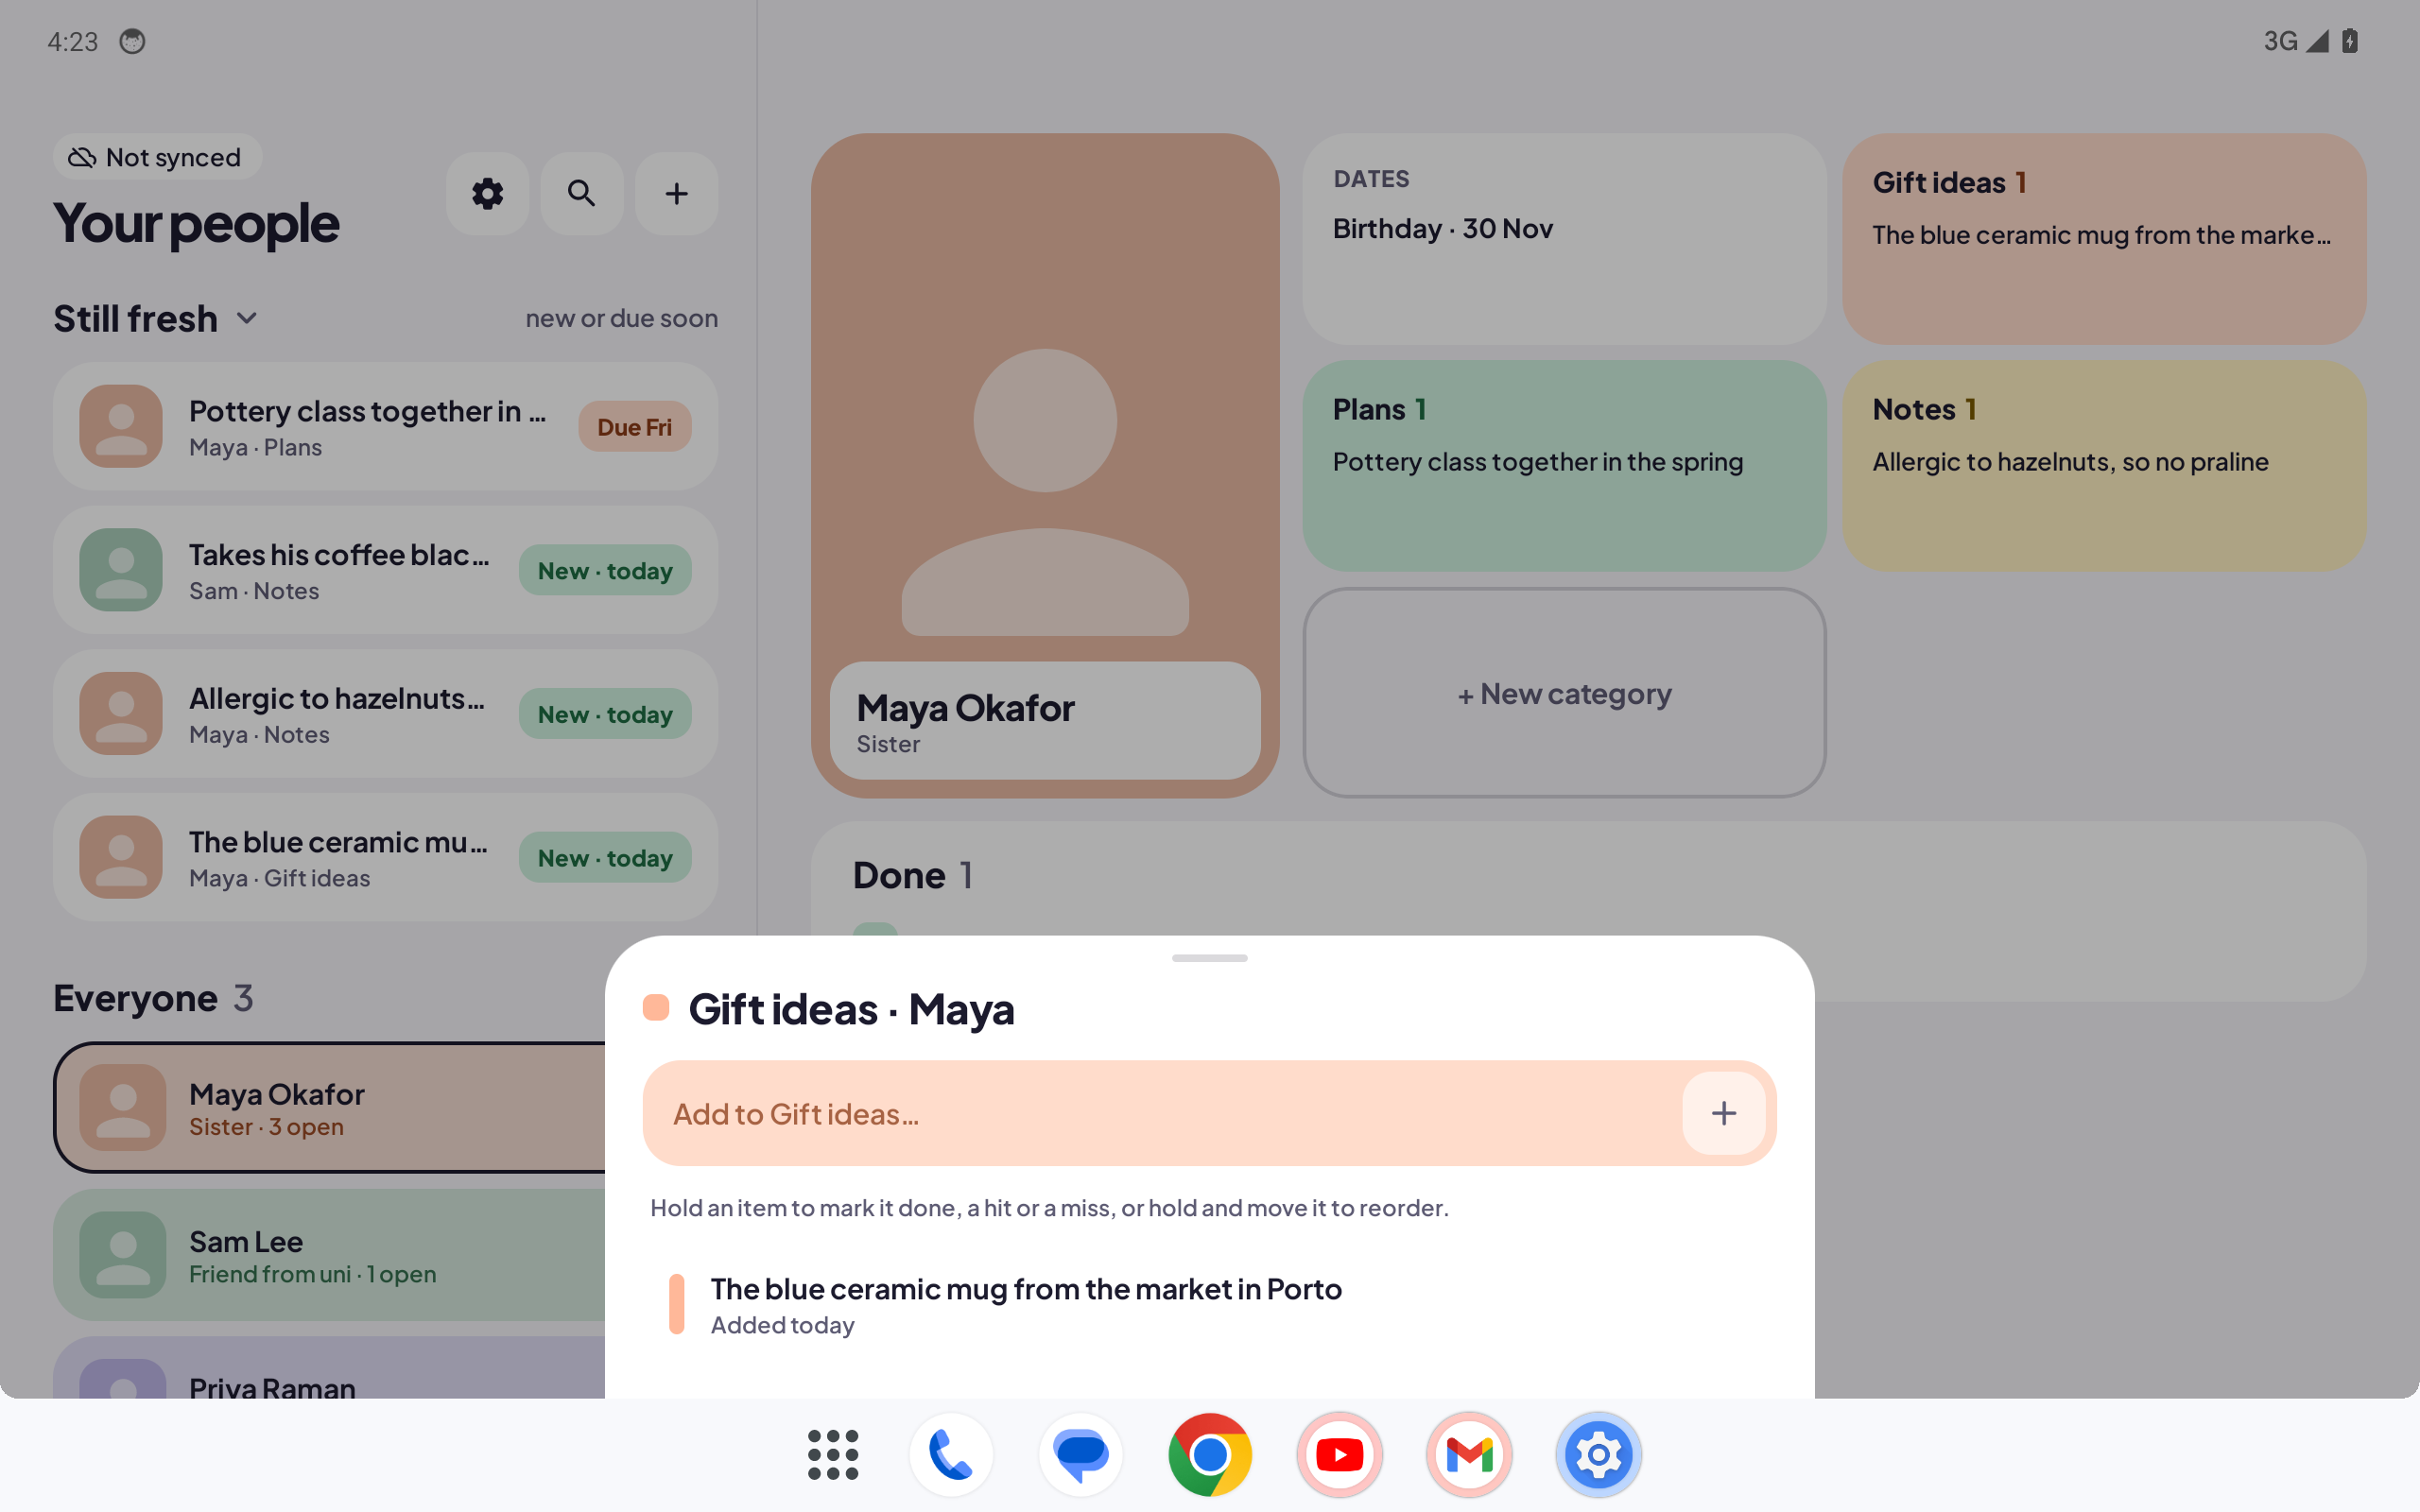 4:23
3G
Not synced
Your people
Still fresh
new or due soon
Pottery class together in ...
Maya · Plans
Due Fri
Takes his coffee blac...
Sam · Notes
New · today
Allergic to hazelnuts...
Maya · Notes
New · today
The blue ceramic mu...
Maya · Gift ideas
New · today
Everyone 3
Maya Okafor
Sister · 3 open
Sam Lee
Friend from uni · 1 open
Priya Raman
Maya Okafor
Sister
DATES
Birthday · 30 Nov
Gift ideas 1
The blue ceramic mug from the marke...
Plans 1
Pottery class together in the spring
Notes 1
Allergic to hazelnuts, so no praline
+ New category
Done 1
Gift ideas · Maya
Add to Gift ideas...
+
Hold an item to mark it done, a hit or a miss, or hold and move it to reorder.
The blue ceramic mug from the market in Porto
Added today